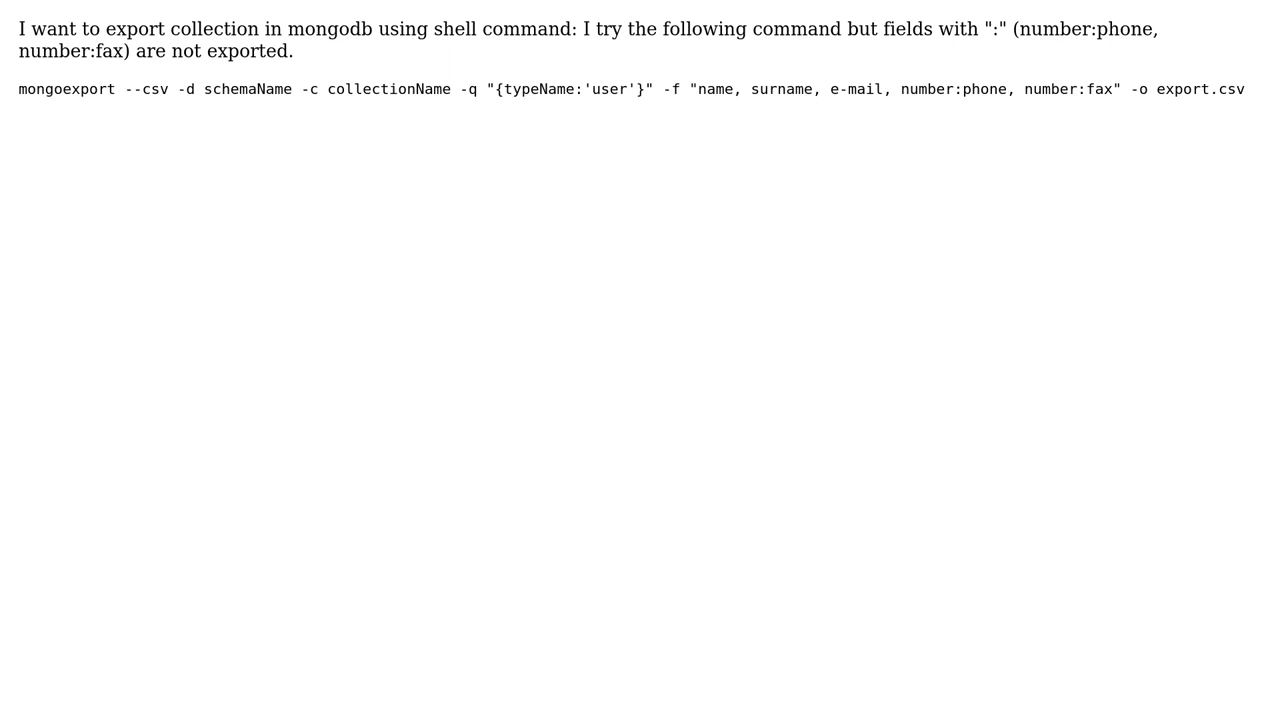 I want to export collection in mongodb using shell command: I try the following command but fields with ":" (number:phone,
number:fax) are not exported.
mongoexport --csv -d schemaName -c collectionName -q "{typeName:'user'}" -f "name, surname, e-mail, number:phone, number:fax" -o export.csv